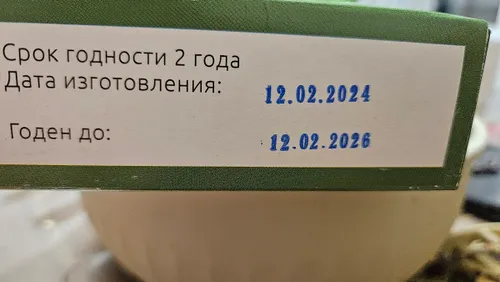 Срок годности 2 года
Дата изготовления: 12.02.2024
Годен до: 12.02.2026